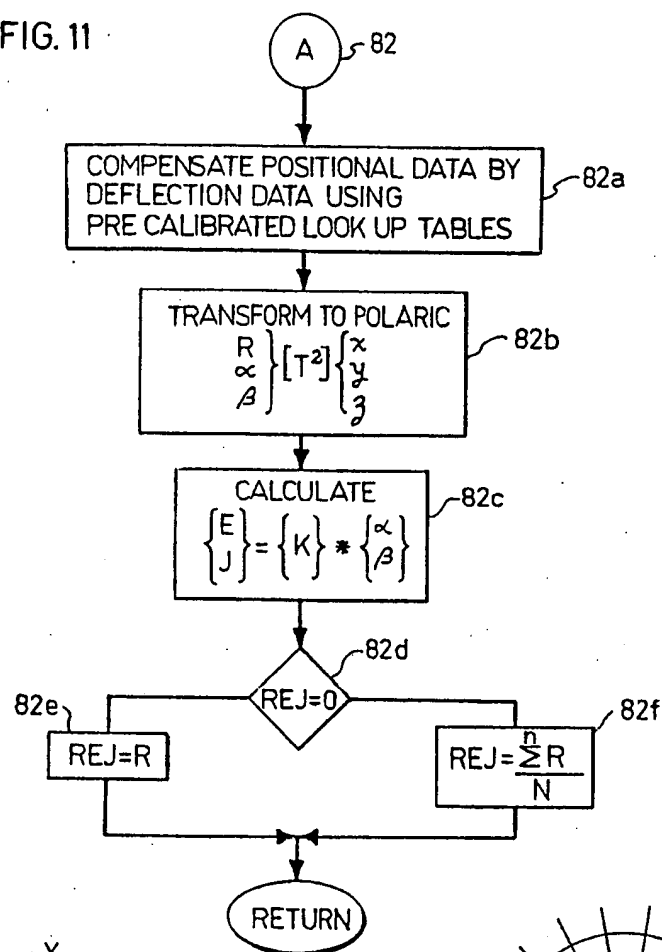 FIG. 11
A
82
COMPENSATE POSITIONAL DATA BY
DEFLECTION DATA USING
PRE CALIBRATED LOOK UP TABLES
82a
TRANSFORM TO POLARIC
R
α
β
[T²]
x
y
z
82b
CALCULATE
{E J} = {K} * {α β}
82c
REJ=0
82d
82e
REJ=R
82f
REJ= n Σ R
N
RETURN
Y